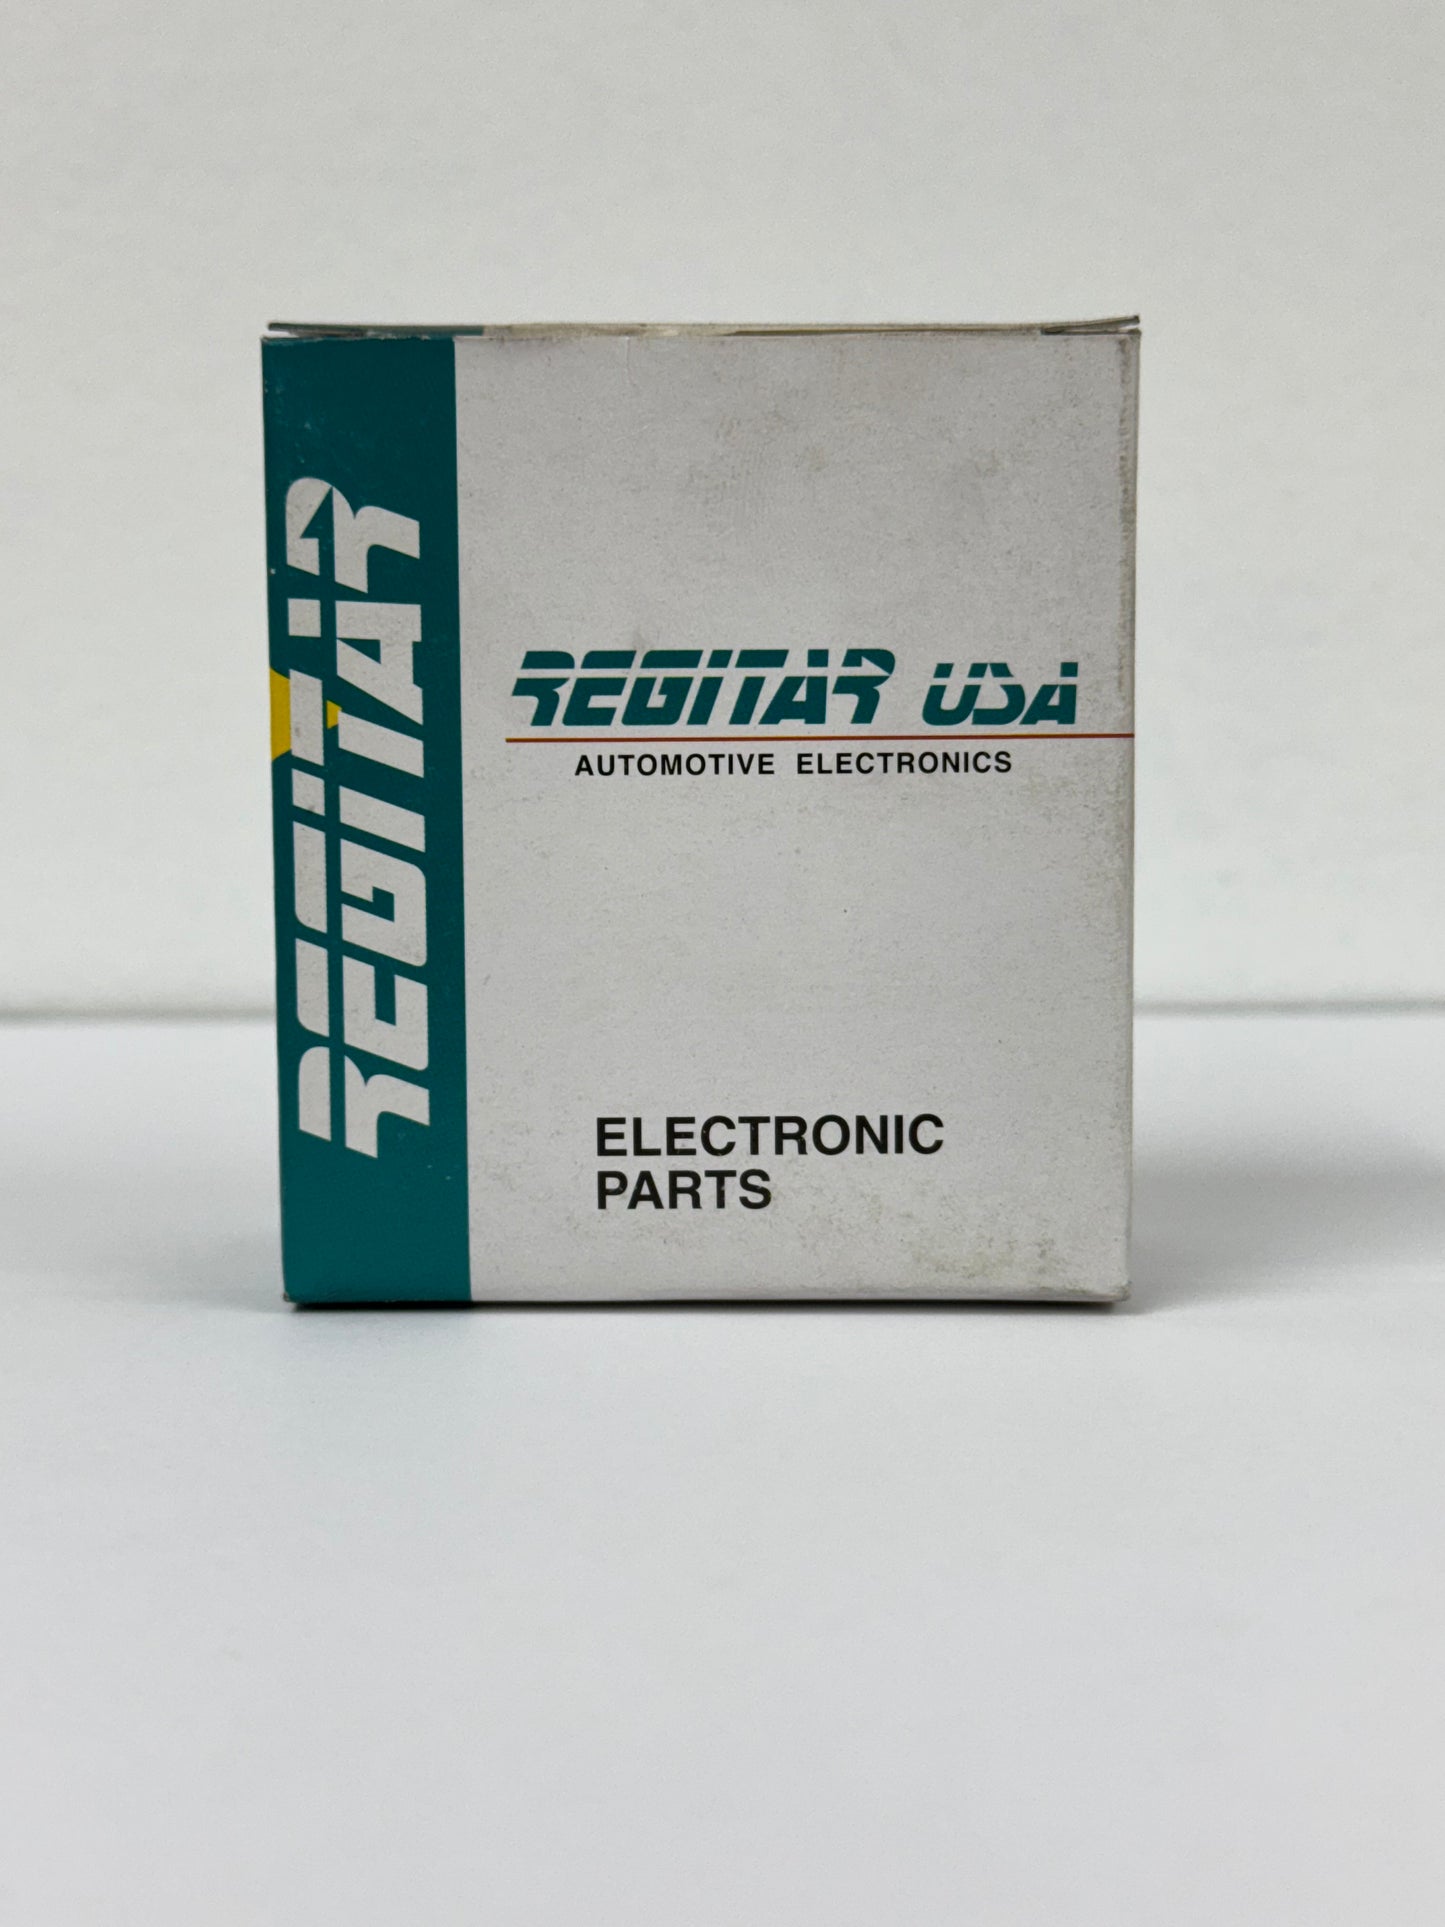 REGITAR
REGITAR USA
AUTOMOTIVE ELECTRONICS
ELECTRONIC
PARTS